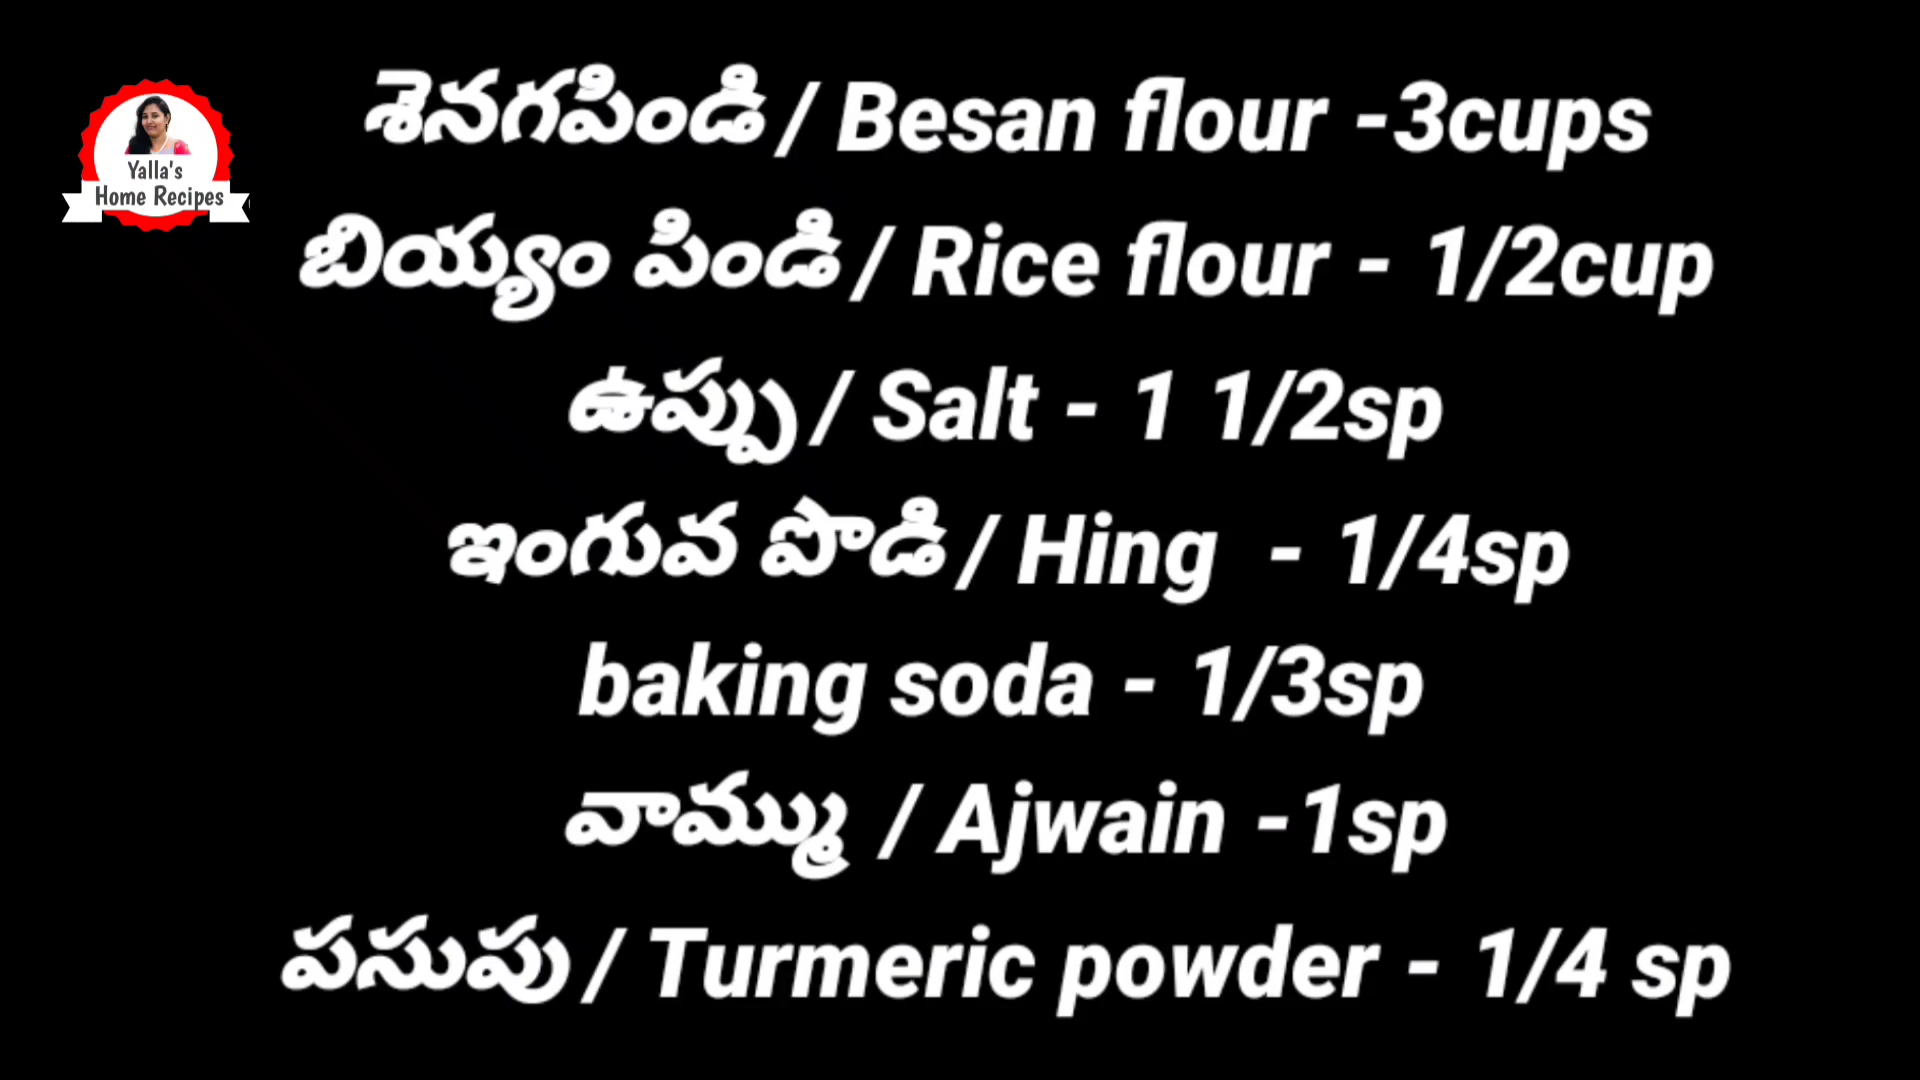 Yalla's
Home Recipes
శెనగపిండి / Besan flour -3cups
బియ్యం పిండి / Rice flour - 1/2cup
ఉప్పు / Salt - 1 1/2sp
ఇంగువ పొడి / Hing - 1/4sp
baking soda - 1/3sp
వామ్ము / Ajwain -1sp
పసుపు / Turmeric powder - 1/4 sp